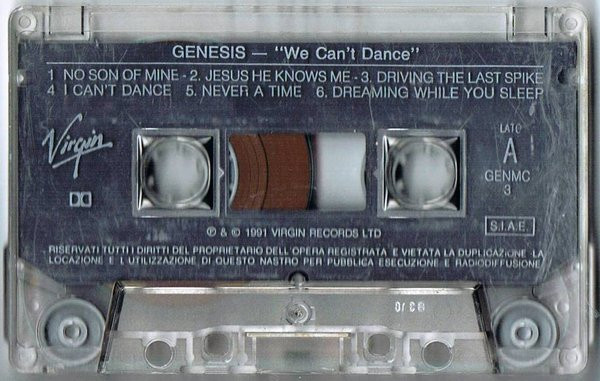 GENESIS — "We Can't Dance"
1 NO SON OF MINE - 2. JESUS HE KNOWS ME - 3. DRIVING THE LAST SPIKE
4 I CAN'T DANCE 5. NEVER A TIME 6. DREAMING WHILE YOU SLEEP
Virgin
LATO
A
GENMC
3
℗ & © 1991 VIRGIN RECORDS LTD
S.I.A.E.
RISERVATI TUTTI I DIRITTI DEL PROPRIETARIO DELL'OPERA REGISTRATA E VIETATA LA DUPLICAZIONE LA
LOCAZIONE E L'UTILIZZAZIONE DI QUESTO NASTRO PER PUBBLICA ESECUZIONE E RADIODIFFUSIONE